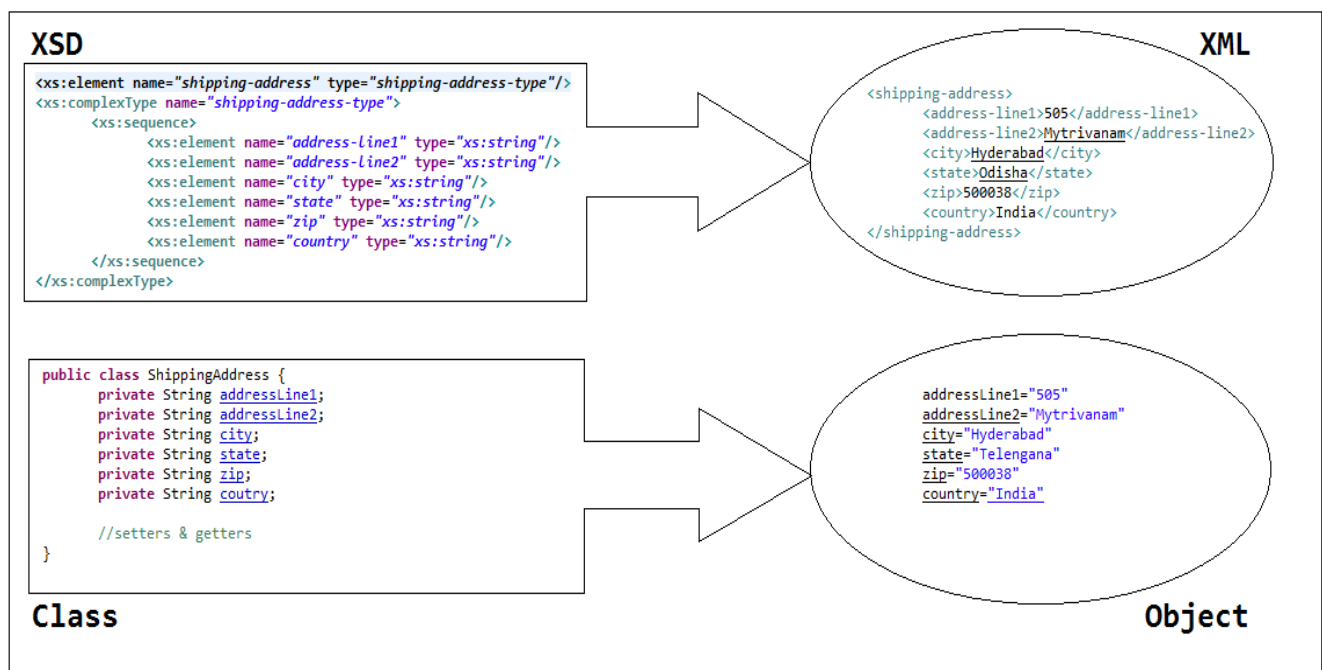 XSD
<xs:element name="shipping-address" type="shipping-address-type"/>
<xs:complexType name="shipping-address-type">
<xs:sequence>
<xs:element name="address-line1" type="xs:string"/>
<xs:element name="address-line2" type="xs:string"/>
<xs:element name="city" type="xs:string"/>
<xs:element name="state" type="xs:string"/>
<xs:element name="zip" type="xs:string"/>
<xs:element name="country" type="xs:string"/>
</xs:sequence>
</xs:complexType>
XML
<shipping-address>
<address-line1>505</address-line1>
<address-line2>Mytrivanam</address-line2>
<city>Hyderabad</city>
<state>Odisha</state>
<zip>500038</zip>
<country>India</country>
</shipping-address>
public class ShippingAddress {
private String addressLine1;
private String addressLine2;
private String city;
private String state;
private String zip;
private String coutry;
//setters & getters
}
Class
addressLine1="505"
addressLine2="Mytrivanam"
city="Hyderabad"
state="Telengana"
zip="500038"
country="India"
Object